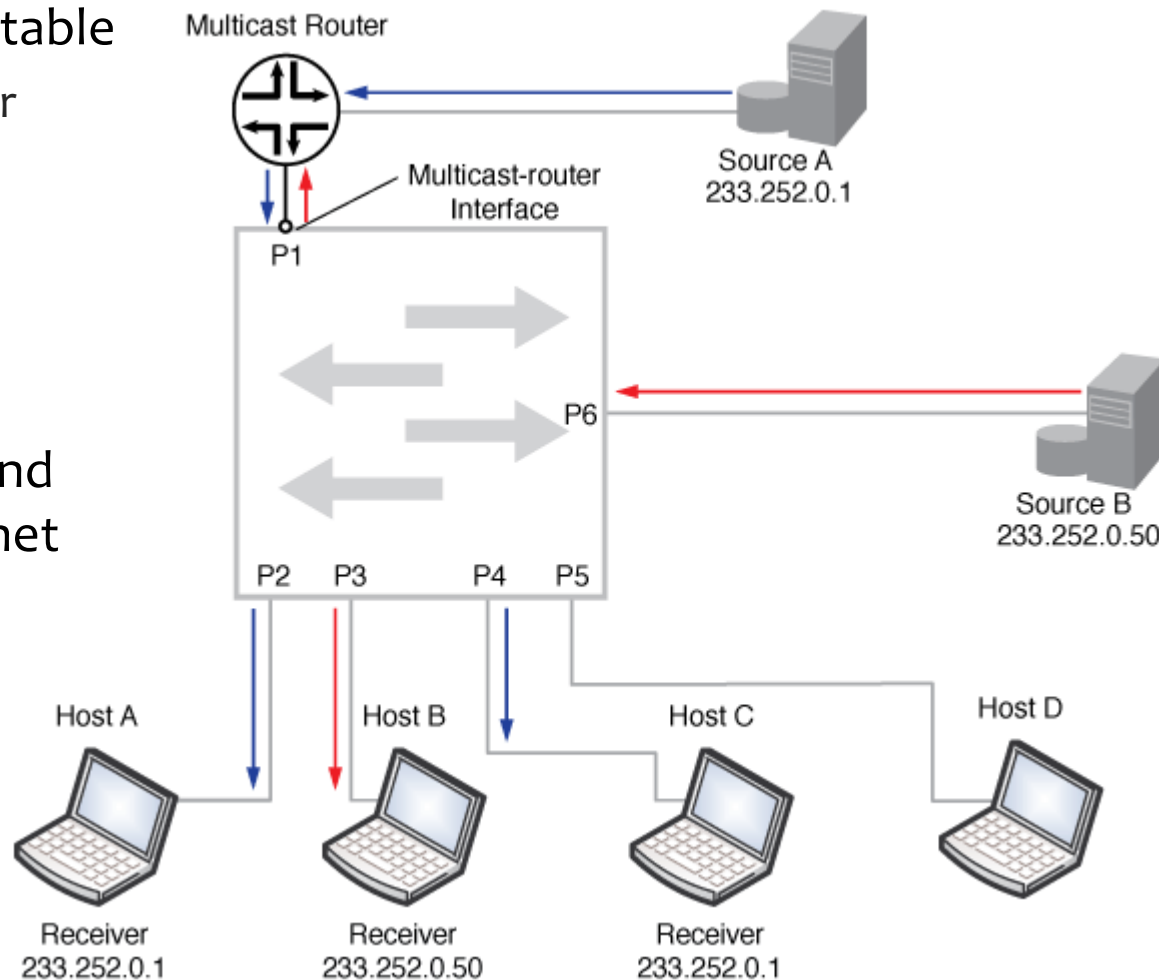 table
r
nd
net
Multicast Router
Source A
233.252.0.1
Multicast-router
Interface
P1
P6
Source B
233.252.0.50
P2
P3
P4
P5
Host A
Host B
Host C
Host D
Receiver
233.252.0.1
Receiver
233.252.0.50
Receiver
233.252.0.1